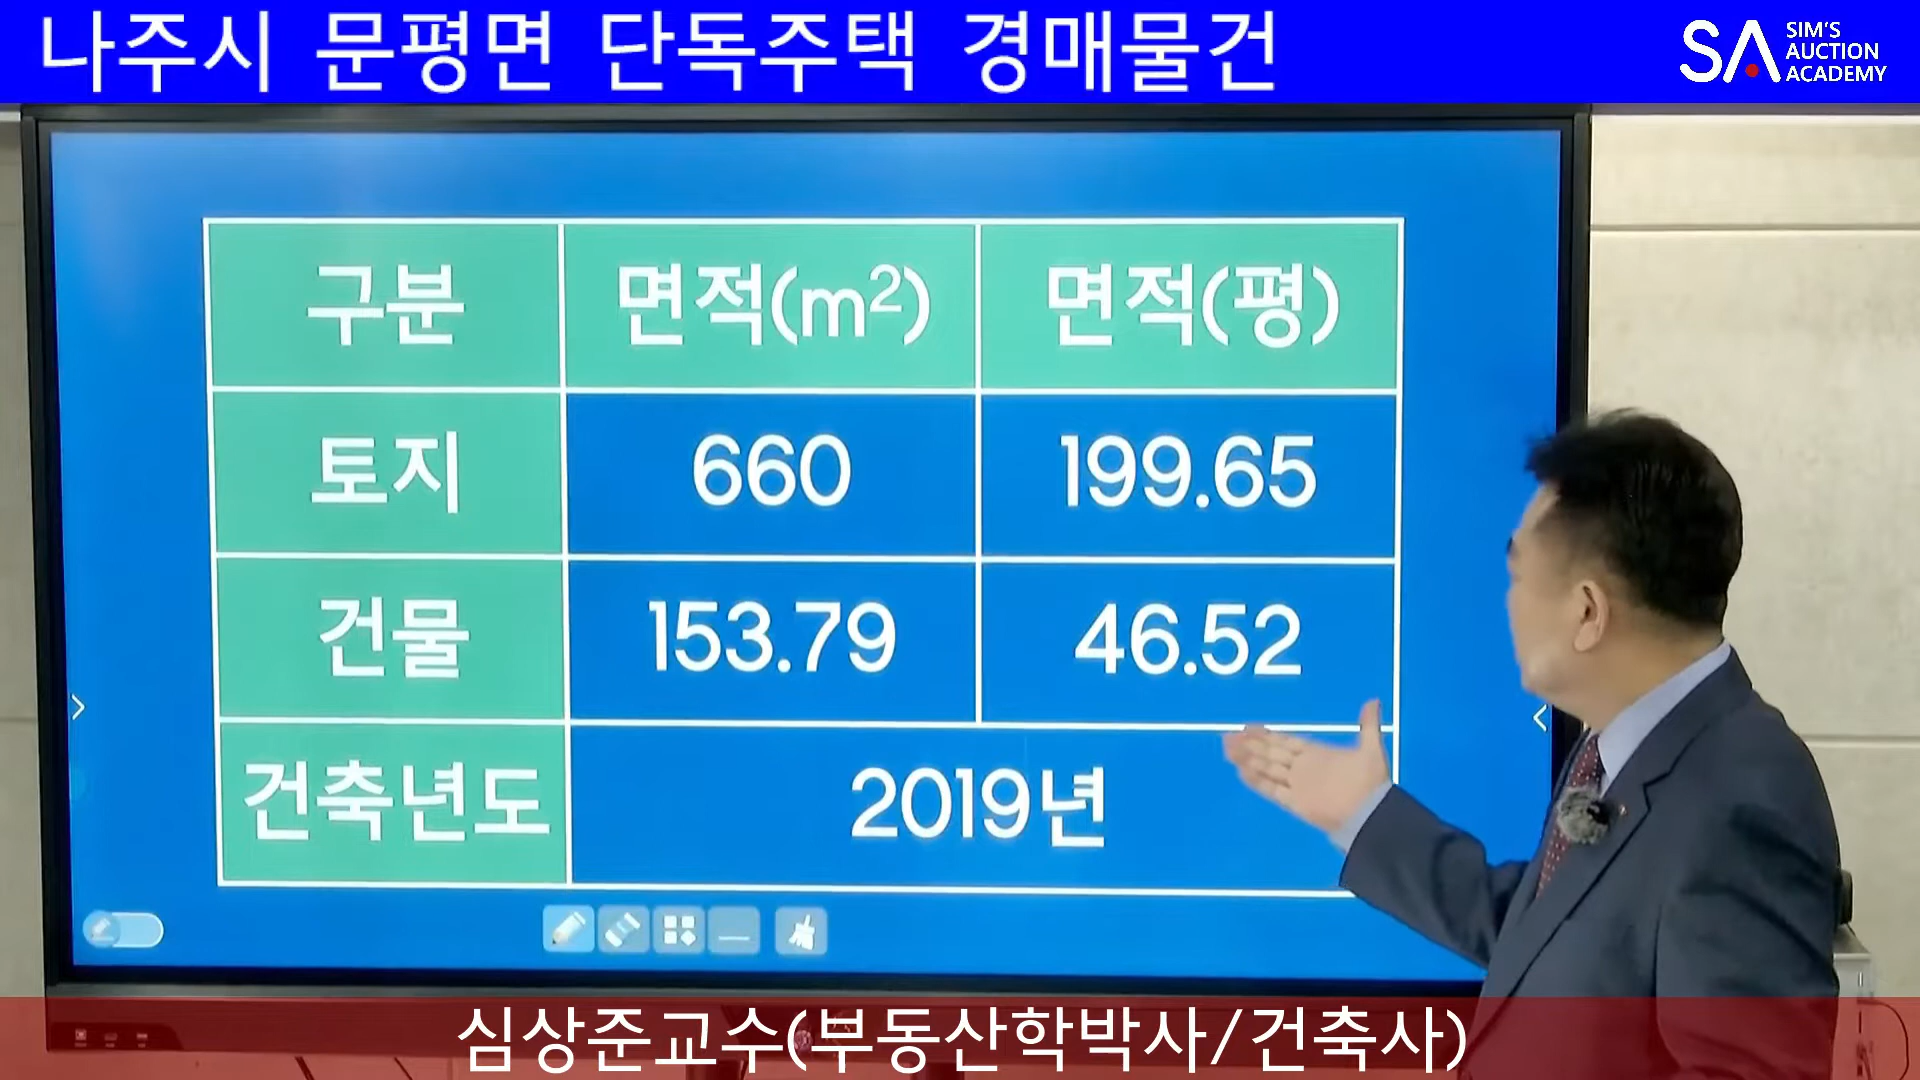 나주시 문평면 단독주택 경매물건
SA SIM'S
AUCTION
ACADEMY
구분 면적(m²) 면적(평)
토지 660 199.65
건물 153.79 46.52
건축년도 2019년
심상준교수(부동산학박사/건축사)